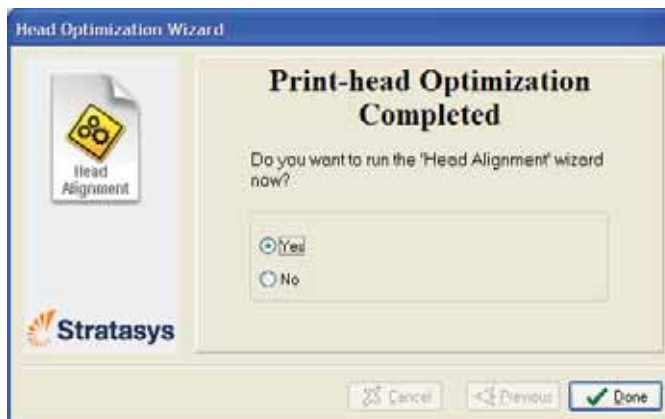 Head Optimization Wizard
Head
Alignment
Stratasys
Print-head Optimization
Completed
Do you want to run the 'Head Alignment' wizard
now?
Yes
No
Cancel
Previous
Done